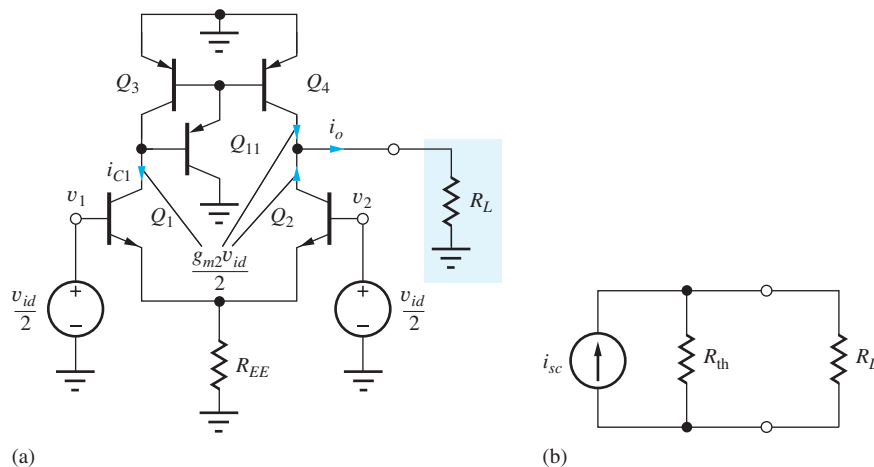 Q3
Q4
Q11
io
iC1
v1
Q1
Q2
v2
RL
gm2vid
2
vid
2
+
−
vid
2
+
−
REE
isc
Rth
RL
(a)
(b)